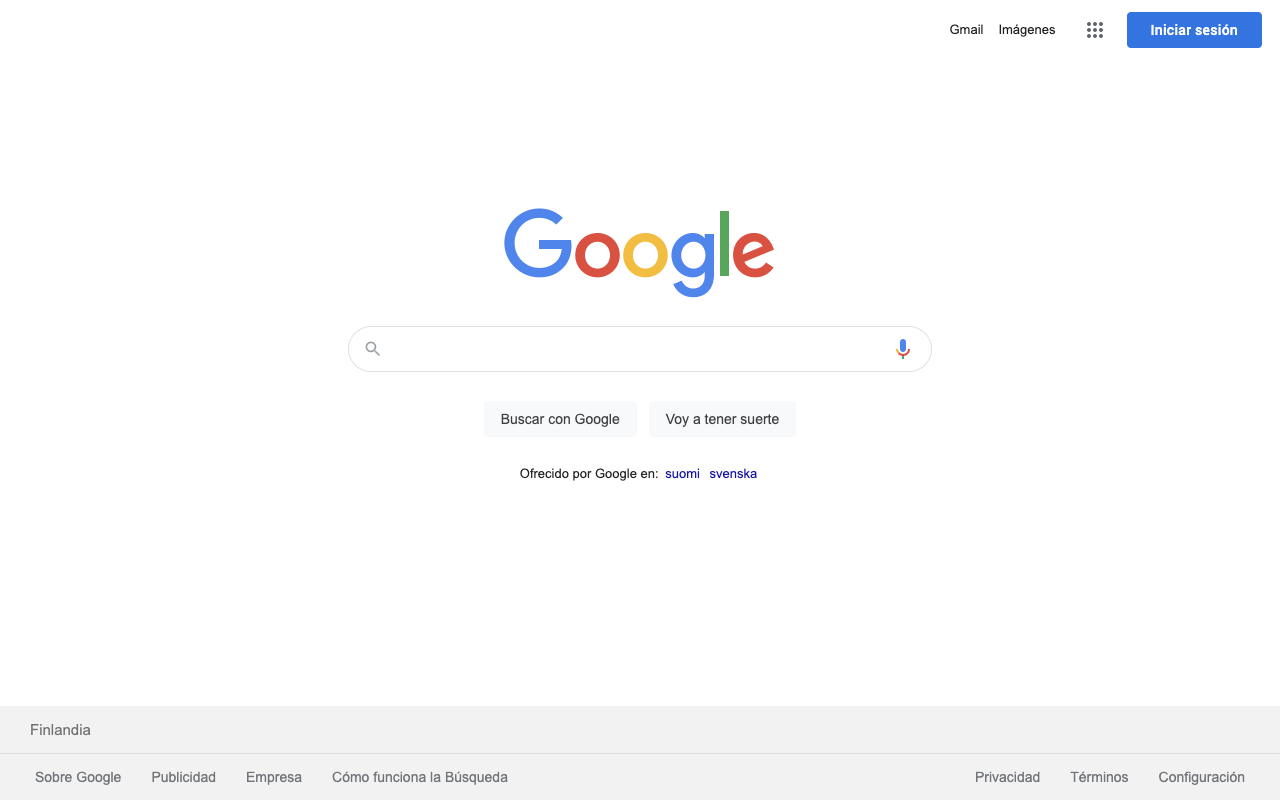 Gmail Imágenes Iniciar sesión
Google
Buscar con Google Voy a tener suerte
Ofrecido por Google en: suomi svenska
Finlandia
Sobre Google Publicidad Empresa Cómo funciona la Búsqueda Privacidad Términos Configuración